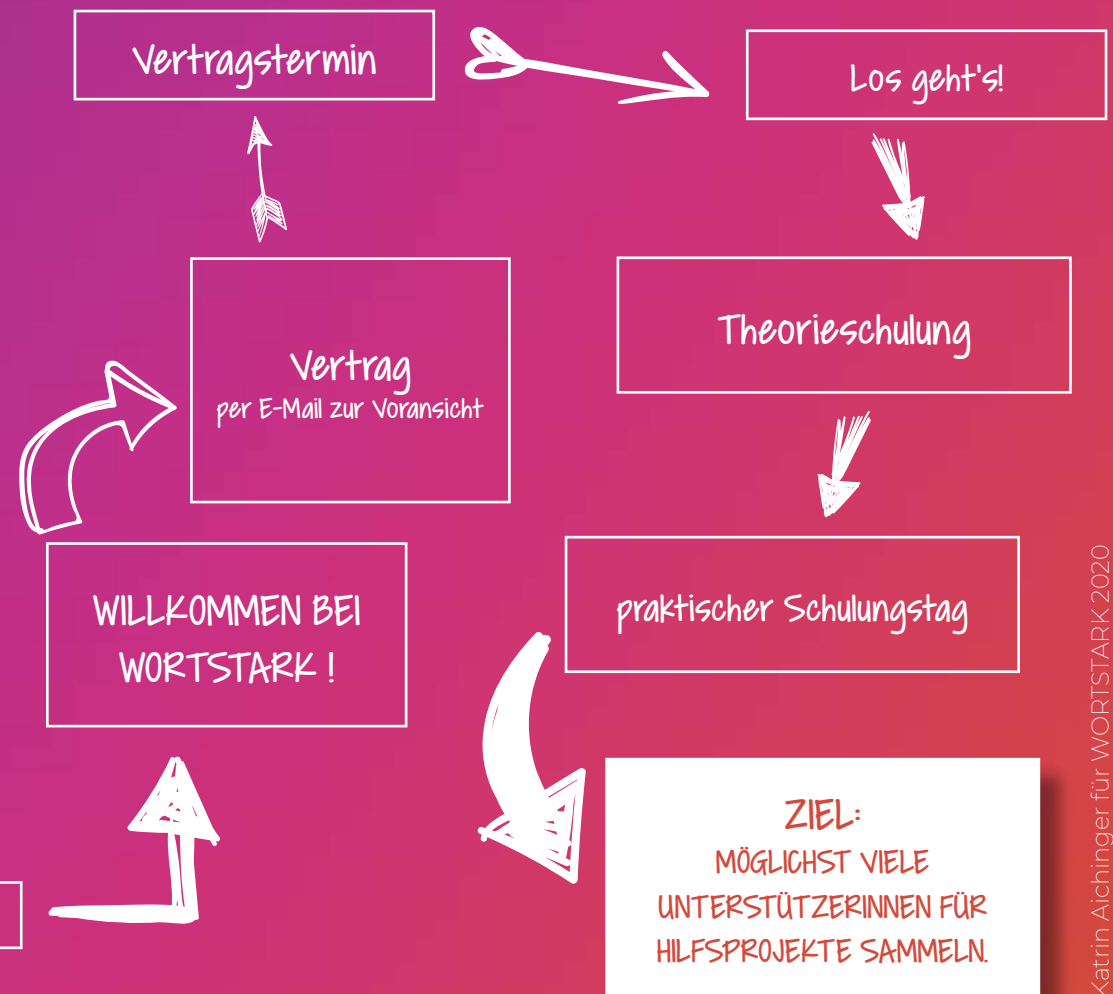 Vertragstermin
Los geht's!
Vertrag
per E-Mail zur Voransicht
Theorieschulung
WILLKOMMEN BEI
WORTSTARK !
praktischer Schulungstag
ZIEL:
MÖGLICHST VIELE
UNTERSTÜTZERINNEN FÜR
HILFSPROJEKTE SAMMELN.
Katrin Aichinger für WORTSTARK 2020